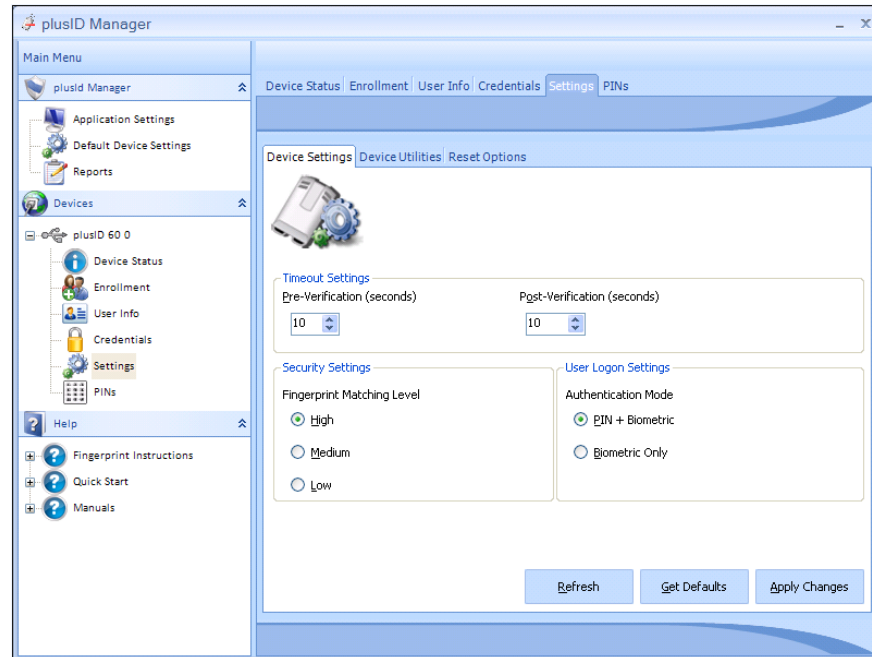 plusID Manager
Main Menu
plusId Manager
Application Settings
Default Device Settings
Reports
Devices
plusID 60 0
Device Status
Enrollment
User Info
Credentials
Settings
PINs
Help
Fingerprint Instructions
Quick Start
Manuals
Device Status Enrollment User Info Credentials Settings PINs
Device Settings Device Utilities Reset Options
Timeout Settings
Pre-Verification (seconds) Post-Verification (seconds)
10 10
Security Settings
Fingerprint Matching Level
High
Medium
Low
User Logon Settings
Authentication Mode
PIN + Biometric
Biometric Only
Refresh Get Defaults Apply Changes